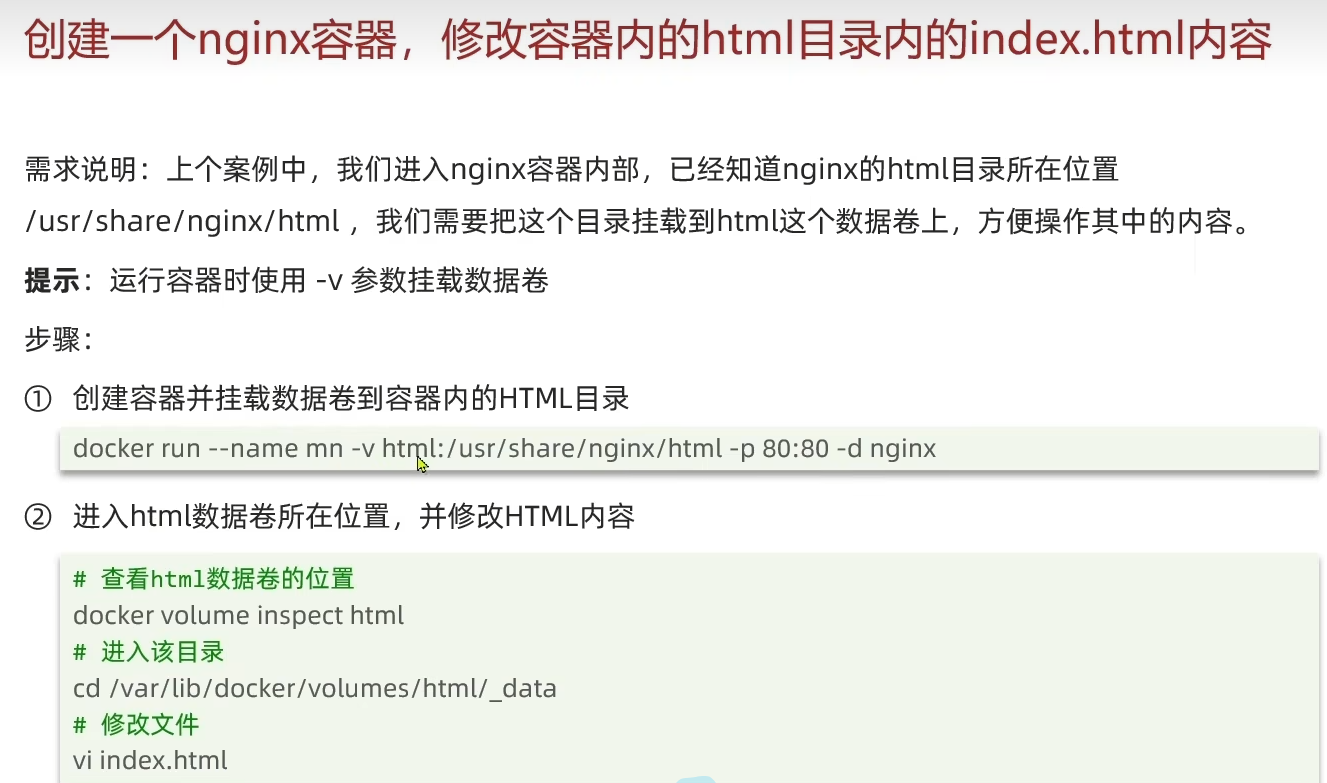 创建一个nginx容器，修改容器内的html目录内的index.html内容
需求说明：上个案例中，我们进入nginx容器内部，已经知道nginx的html目录所在位置
/usr/share/nginx/html ，我们需要把这个目录挂载到html这个数据卷上，方便操作其中的内容。
提示：运行容器时使用 -v 参数挂载数据卷
步骤：
① 创建容器并挂载数据卷到容器内的HTML目录
docker run --name mn -v html:/usr/share/nginx/html -p 80:80 -d nginx
② 进入html数据卷所在位置，并修改HTML内容
# 查看html数据卷的位置
docker volume inspect html
# 进入该目录
cd /var/lib/docker/volumes/html/_data
# 修改文件
vi index.html